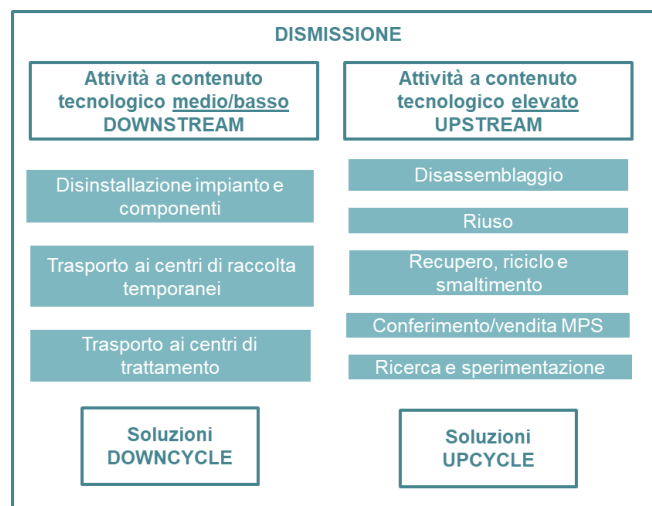 DISMISSIONE
Attività a contenuto
tecnologico medio/basso
DOWNSTREAM
Disinstallazione impianto e
componenti
Trasporto ai centri di raccolta
temporanei
Trasporto ai centri di
trattamento
Soluzioni
DOWNCYCLE
Attività a contenuto
tecnologico elevato
UPSTREAM
Disassemblaggio
Riuso
Recupero, riciclo e
smaltimento
Conferimento/vendita MPS
Ricerca e sperimentazione
Soluzioni
UPCYCLE